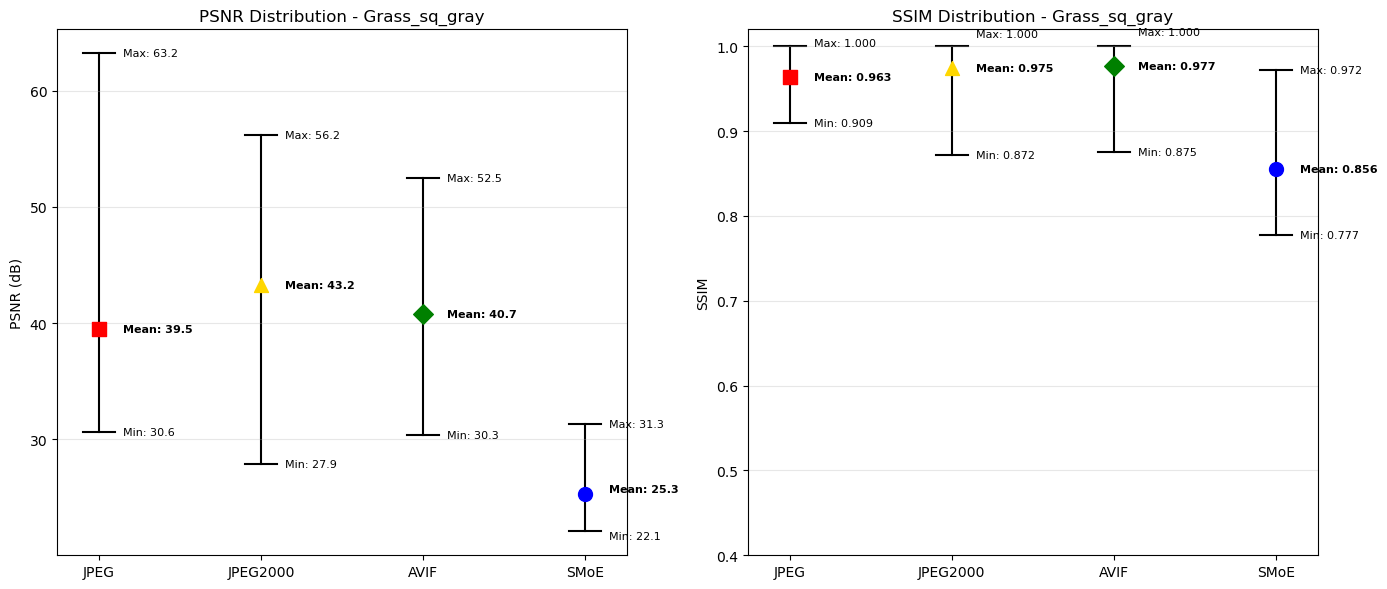 PSNR Distribution - Grass_sq_gray
PSNR (dB)
60
50
40
30
Max: 63.2
Mean: 39.5
Min: 30.6
Max: 56.2
Mean: 43.2
Min: 27.9
Max: 52.5
Mean: 40.7
Min: 30.3
Max: 31.3
Mean: 25.3
Min: 22.1
JPEG
JPEG2000
AVIF
SMoE
SSIM Distribution - Grass_sq_gray
SSIM
1.0
0.9
0.8
0.7
0.6
0.5
0.4
Max: 1.000
Mean: 0.963
Min: 0.909
Max: 1.000
Mean: 0.975
Min: 0.872
Max: 1.000
Mean: 0.977
Min: 0.875
Max: 0.972
Mean: 0.856
Min: 0.777
JPEG
JPEG2000
AVIF
SMoE